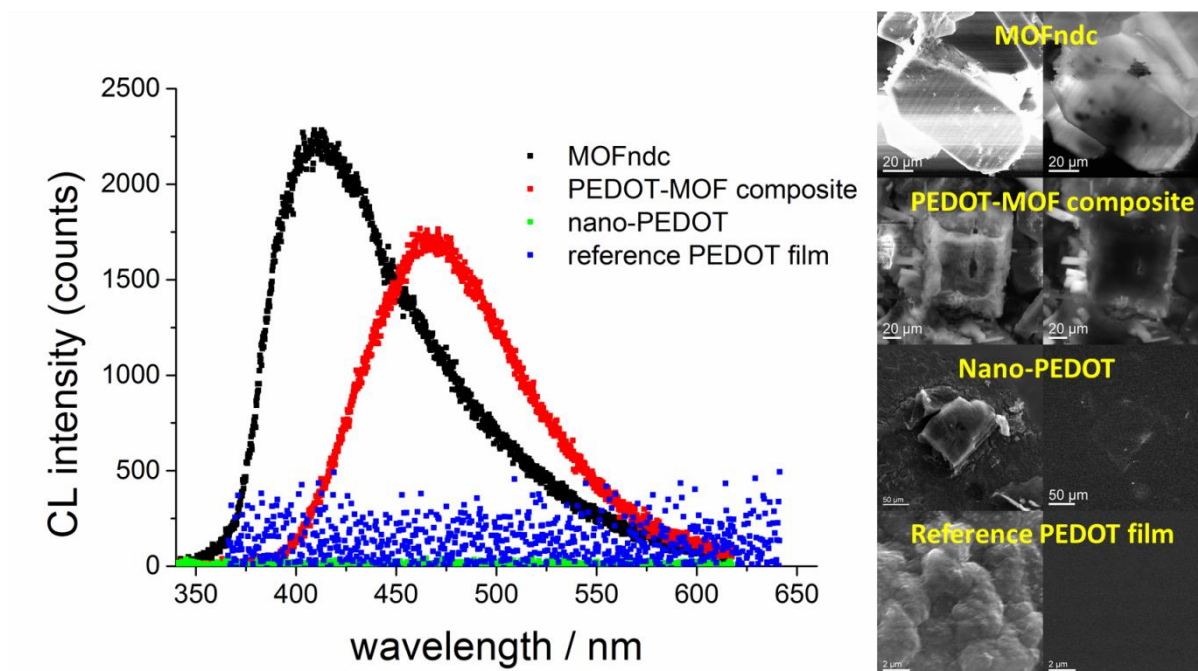 2500
2000
1500
1000
500
0
CL intensity (counts)
350 400 450 500 550 600 650
wavelength / nm
MOFndc
PEDOT-MOF composite
nano-PEDOT
reference PEDOT film
MOFndc
20 µm 20 µm
PEDOT-MOF composite
20 µm 20 µm
Nano-PEDOT
50 µm 50 µm
Reference PEDOT film
2 µm 2 µm